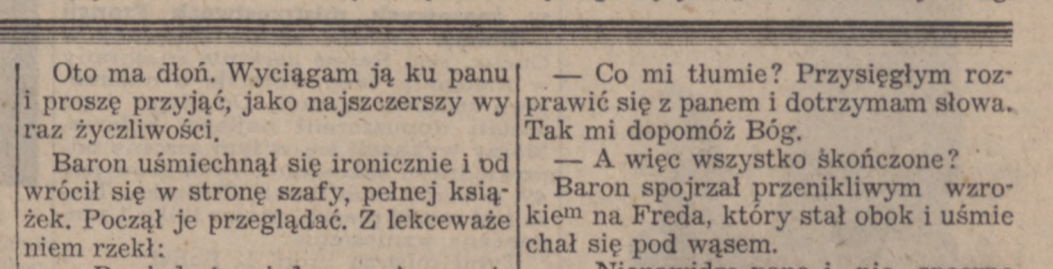 Oto ma dłoń. Wyciągam ją ku panu
i proszę przyjąć, jako najszczerszy wy
raz życzliwości.
Baron uśmiechnął się ironicznie i od
wrócił się w stronę szafy, pełnej ksią-
żek. Począł je przeglądać. Z lekceważe
niem rzekł:
— Co mi tłumie? Przysięgłym roz-
prawić się z panem i dotrzymam słowa.
Tak mi dopomóż Bóg.
— A więc wszystko skończone?
Baron spojrzał przenikliwym wzro-
kiem na Freda, który stał obok i uśmie
chał się pod wąsem.